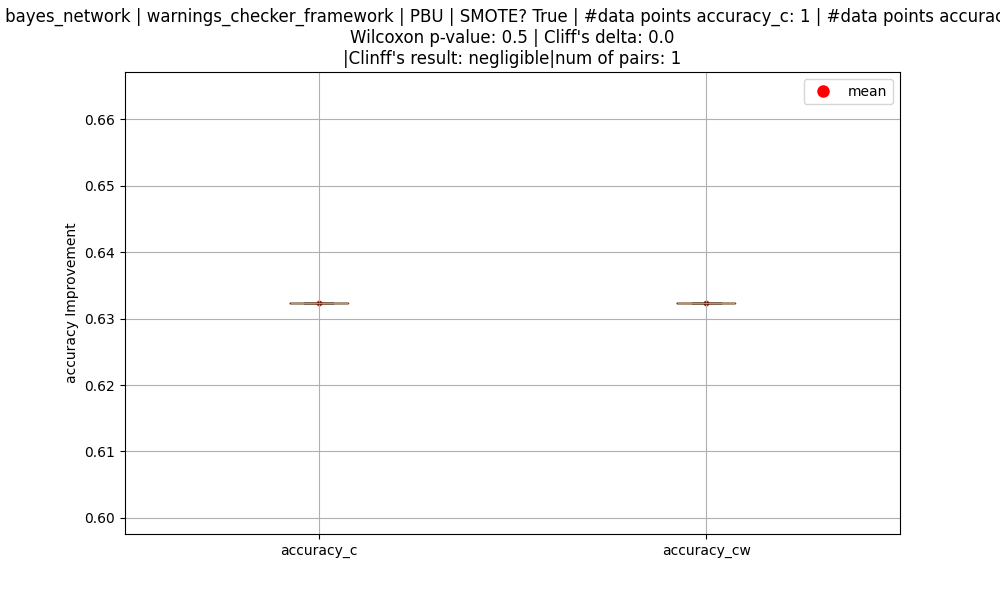 bayes_network | warnings_checker_framework | PBU | SMOTE? True | #data points accuracy_c: 1 | #data points
Wilcoxon p-value: 0.5 | Cliff's delta: 0.0
|Clinff's result: negligible|num of pairs: 1
mean
0.66
0.65
0.64
0.63
0.62
0.61
0.60
accuracy Improvement
accuracy_c
accuracy_cw